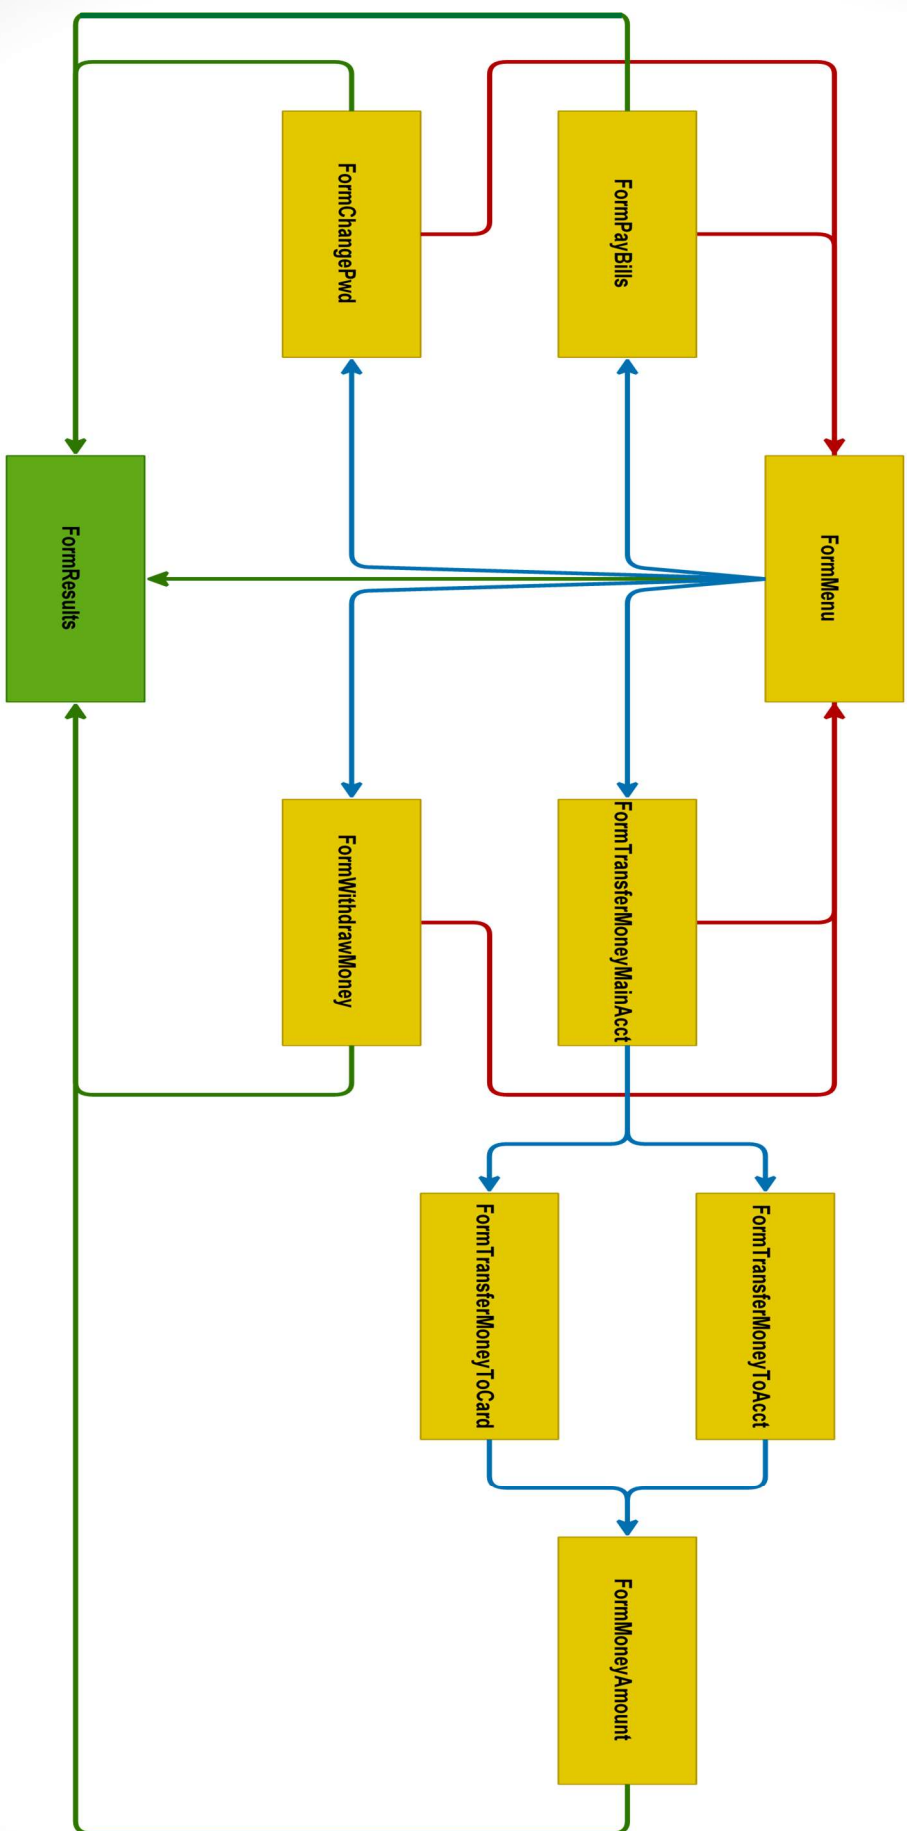 FormMenu
FormPayBills
FormTransferMoneyMainAcct
FormTransferMoneyToAcct
FormMoneyAmount
FormTransferMoneyToCard
FormChangePwd
FormWithdrawMoney
FormResults